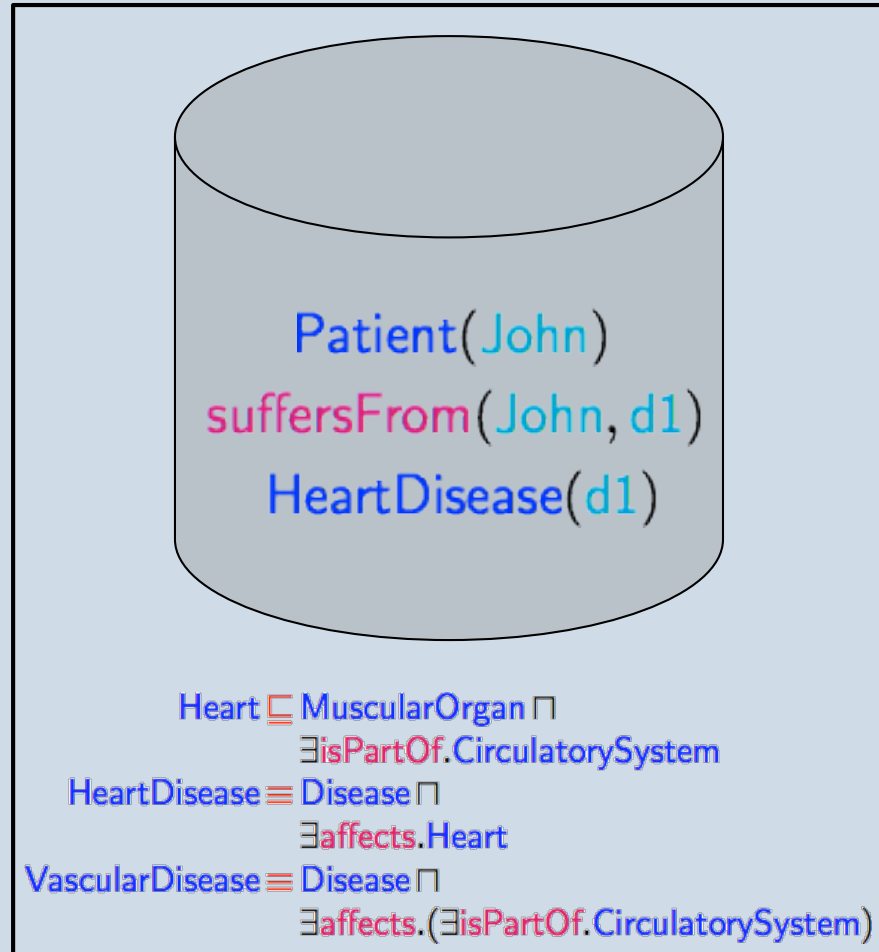 Patient(John)
suffersFrom(John, d1)
HeartDisease(d1)
Heart ⊑ MuscularOrgan ⊓
∃isPartOf.CirculatorySystem
HeartDisease ≡ Disease ⊓
∃affects.Heart
VascularDisease ≡ Disease ⊓
∃affects.(∃isPartOf.CirculatorySystem)